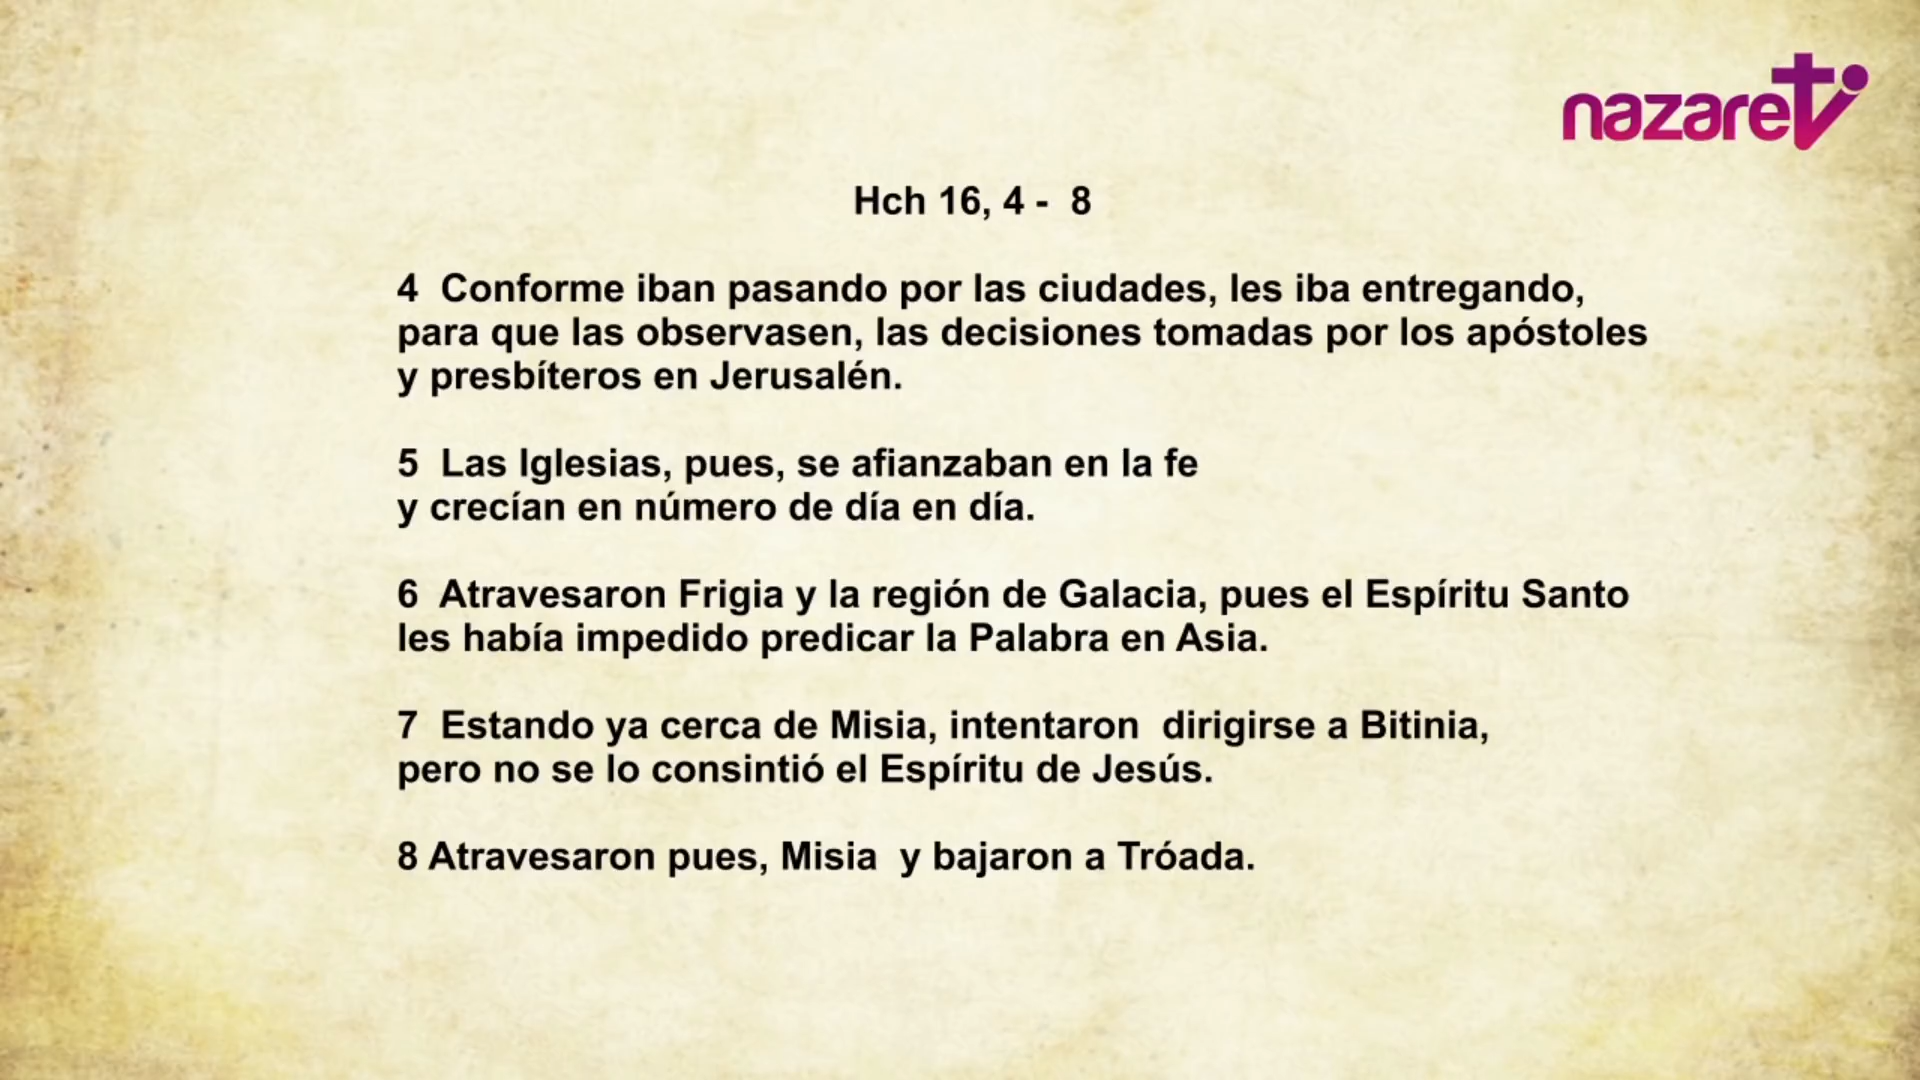 nazaretv
Hch 16, 4 -  8
4  Conforme iban pasando por las ciudades, les iba entregando,
para que las observasen, las decisiones tomadas por los apóstoles
y presbíteros en Jerusalén.
5  Las Iglesias, pues, se afianzaban en la fe
y crecían en número de día en día.
6  Atravesaron Frigia y la región de Galacia, pues el Espíritu Santo
les había impedido predicar la Palabra en Asia.
7  Estando ya cerca de Misia, intentaron  dirigirse a Bitinia,
pero no se lo consintió el Espíritu de Jesús.
8 Atravesaron pues, Misia  y bajaron a Tróada.